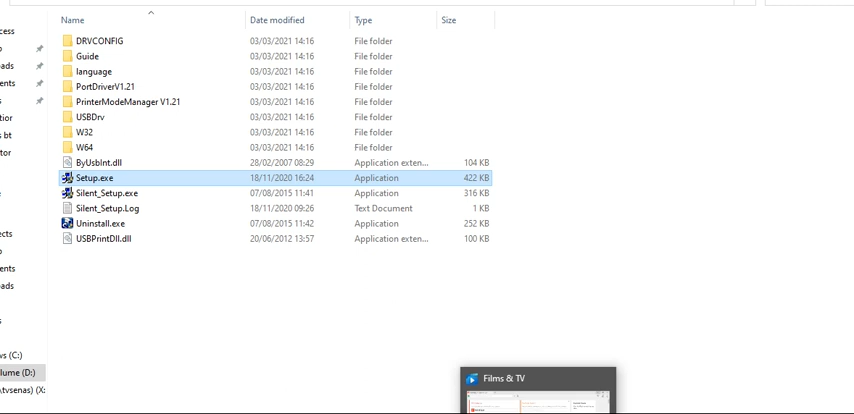 Name Date modified Type Size
cess
DRVCONFIG 03/03/2021 14:16 File folder
Guide 03/03/2021 14:16 File folder
oads language 03/03/2021 14:16 File folder
ents PortDriverV1.21 03/03/2021 14:16 File folder
PrinterModeManager V1.21 03/03/2021 14:16 File folder
tior USBDrv 03/03/2021 14:16 File folder
s bt W32 03/03/2021 14:16 File folder
tor W64 03/03/2021 14:16 File folder
ByUsbInt.dll 28/02/2007 08:29 Application exten... 104 KB
Setup.exe 18/11/2020 16:24 Application 422 KB
Silent_Setup.exe 07/08/2015 11:41 Application 316 KB
Silent_Setup.Log 18/11/2020 09:26 Text Document 1 KB
Uninstall.exe 07/08/2015 11:42 Application 252 KB
ects USBPrintDll.dll 20/06/2012 13:57 Application exten... 100 KB
ents
oads
ws (C:)
lume (D:)
\tvsenas) (X:
Films & TV